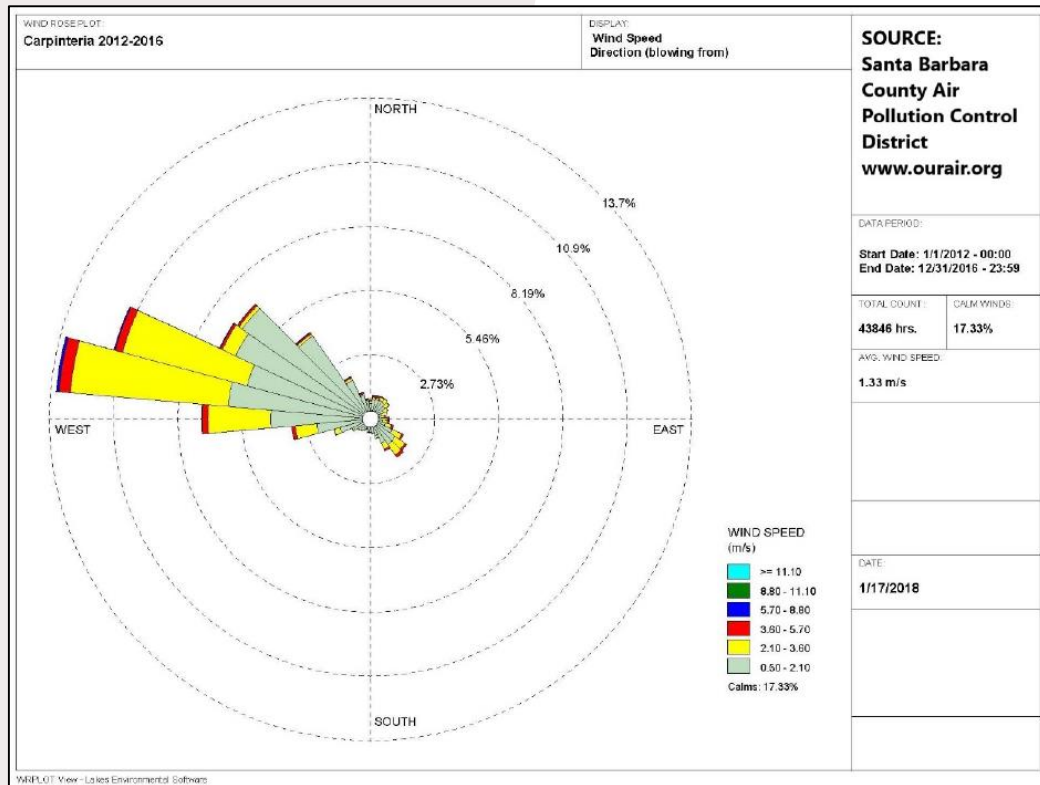 WIND ROSE PLOT:
Carpinteria 2012-2016
DISPLAY:
Wind Speed
Direction (blowing from)
SOURCE:
Santa Barbara
County Air
Pollution Control
District
www.ourair.org
DATA PERIOD:
Start Date: 1/1/2012 - 00:00
End Date: 12/31/2016 - 23:59
TOTAL COUNT:
43846 hrs.
CALM WINDS:
17.33%
AVG. WIND SPEED:
1.33 m/s
DATE:
1/17/2018
NORTH
13.7%
10.9%
8.19%
5.46%
2.73%
WEST
EAST
SOUTH
WIND SPEED
(m/s)
>= 11.10
8.80 - 11.10
5.70 - 8.80
3.60 - 5.70
2.10 - 3.60
0.50 - 2.10
Calms: 17.33%
WRPLOT View - Lakes Environmental Software